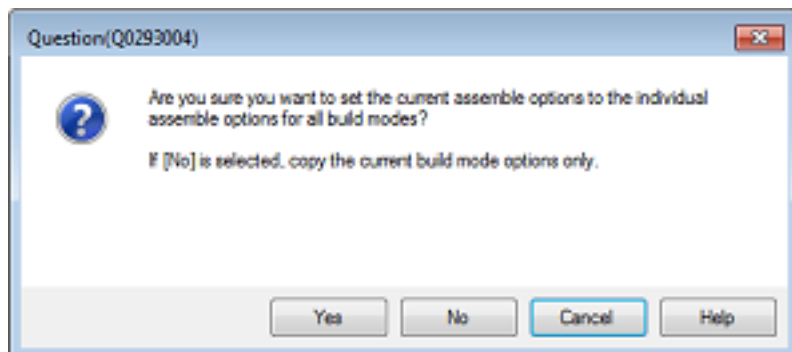 Question(Q0293004)
Are you sure you want to set the current assemble options to the individual
assemble options for all build modes?
If [No] is selected, copy the current build mode options only.
Yes No Cancel Help